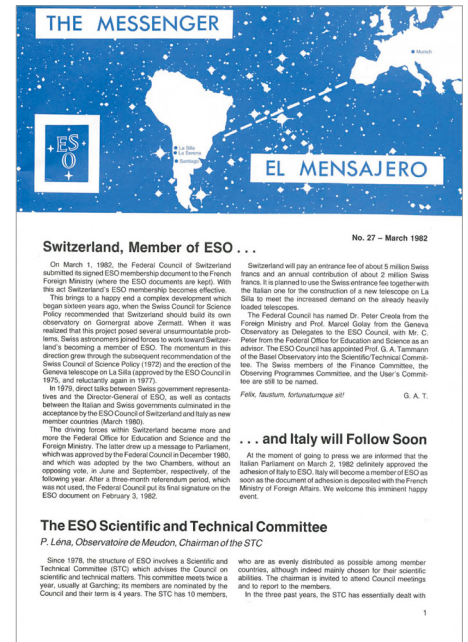 THE MESSENGER
Munich
La Silla
La Serena
Santiago
ESO
EL MENSAJERO
No. 27 – March 1982
Switzerland, Member of ESO . . .
On March 1, 1982, the Federal Council of Switzerland
submitted its signed ESO membership document to the French
Foreign Ministry (where the ESO documents are kept). With
this act Switzerland's ESO membership becomes effective.
This brings to a happy end a complex development which
began sixteen years ago, when the Swiss Council for Science
Policy recommended that Switzerland should build its own
observatory on Gornergrat above Zermatt. When it was
realized that this project posed several unsurmountable prob-
lems, Swiss astronomers joined forces to work toward Switzer-
land's becoming a member of ESO. The momentum in this
direction grew through the subsequent recommendation of the
Swiss Council of Science Policy (1972) and the erection of the
Geneva telescope on La Silla (approved by the ESO Council in
1975, and reluctantly again in 1977).
In 1979, direct talks between Swiss government representa-
tives and the Director-General of ESO, as well as contacts
between the Italian and Swiss governments culminated in the
acceptance by the ESO Council of Switzerland and Italy as new
member countries (March 1980).
The driving forces within Switzerland became more and
more the Federal Office for Education and Science and the
Foreign Ministry. The latter drew up a message to Parliament,
which was approved by the Federal Council in December 1980,
and which was adopted by the two Chambers, without an
opposing vote, in June and September, respectively, of the
following year. After a three-month referendum period, which
was not used, the Federal Council put its final signature on the
ESO document on February 3, 1982.
Switzerland will pay an entrance fee of about 5 million Swiss
francs and an annual contribution of about 2 million Swiss
francs. It is planned to use the Swiss entrance fee together with
the Italian one for the construction of a new telescope on La
Silla to meet the increased demand on the already heavily
loaded telescopes.
The Federal Council has named Dr. Peter Creola from the
Foreign Ministry and Prof. Marcel Golay from the Geneva
Observatory as Delegates to the ESO Council, with Mr. C.
Peter from the Federal Office for Education and Science as an
advisor. The ESO Council has appointed Prof. G. A. Tammann
of the Basel Observatory into the Scientific/Technical Commit-
tee. The Swiss members of the Finance Committee, the
Observing Programmes Committee, and the User's Commit-
tee are still to be named.
Felix, faustum, fortunatumque sit! G. A. T.
. . . and Italy will Follow Soon
At the moment of going to press we are informed that the
Italian Parliament on March 2, 1982 definitely approved the
adhesion of Italy to ESO. Italy will become a member of ESO as
soon as the document of adhesion is deposited with the French
Ministry of Foreign Affairs. We welcome this imminent happy
event.
The ESO Scientific and Technical Committee
P. Léna, Observatoire de Meudon, Chairman of the STC
Since 1978, the structure of ESO involves a Scientific and
Technical Committee (STC) which advises the Council on
scientific and technical matters. This committee meets twice a
year, usually at Garching; its members are nominated by the
Council and their term is 4 years. The STC has 10 members,
who are as evenly distributed as possible among member
countries, although indeed mainly chosen for their scientific
abilities. The chairman is invited to attend Council meetings
and to report to the members.
In the three past years, the STC has essentially dealt with
1